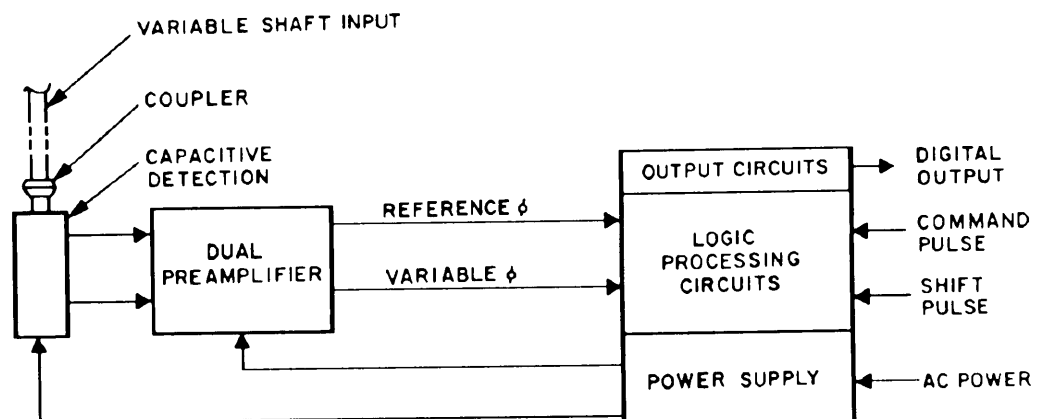 VARIABLE SHAFT INPUT
COUPLER
CAPACITIVE
DETECTION
DUAL
PREAMPLIFIER
REFERENCE ϕ
VARIABLE ϕ
OUTPUT CIRCUITS
LOGIC
PROCESSING
CIRCUITS
POWER SUPPLY
DIGITAL
OUTPUT
COMMAND
PULSE
SHIFT
PULSE
AC POWER